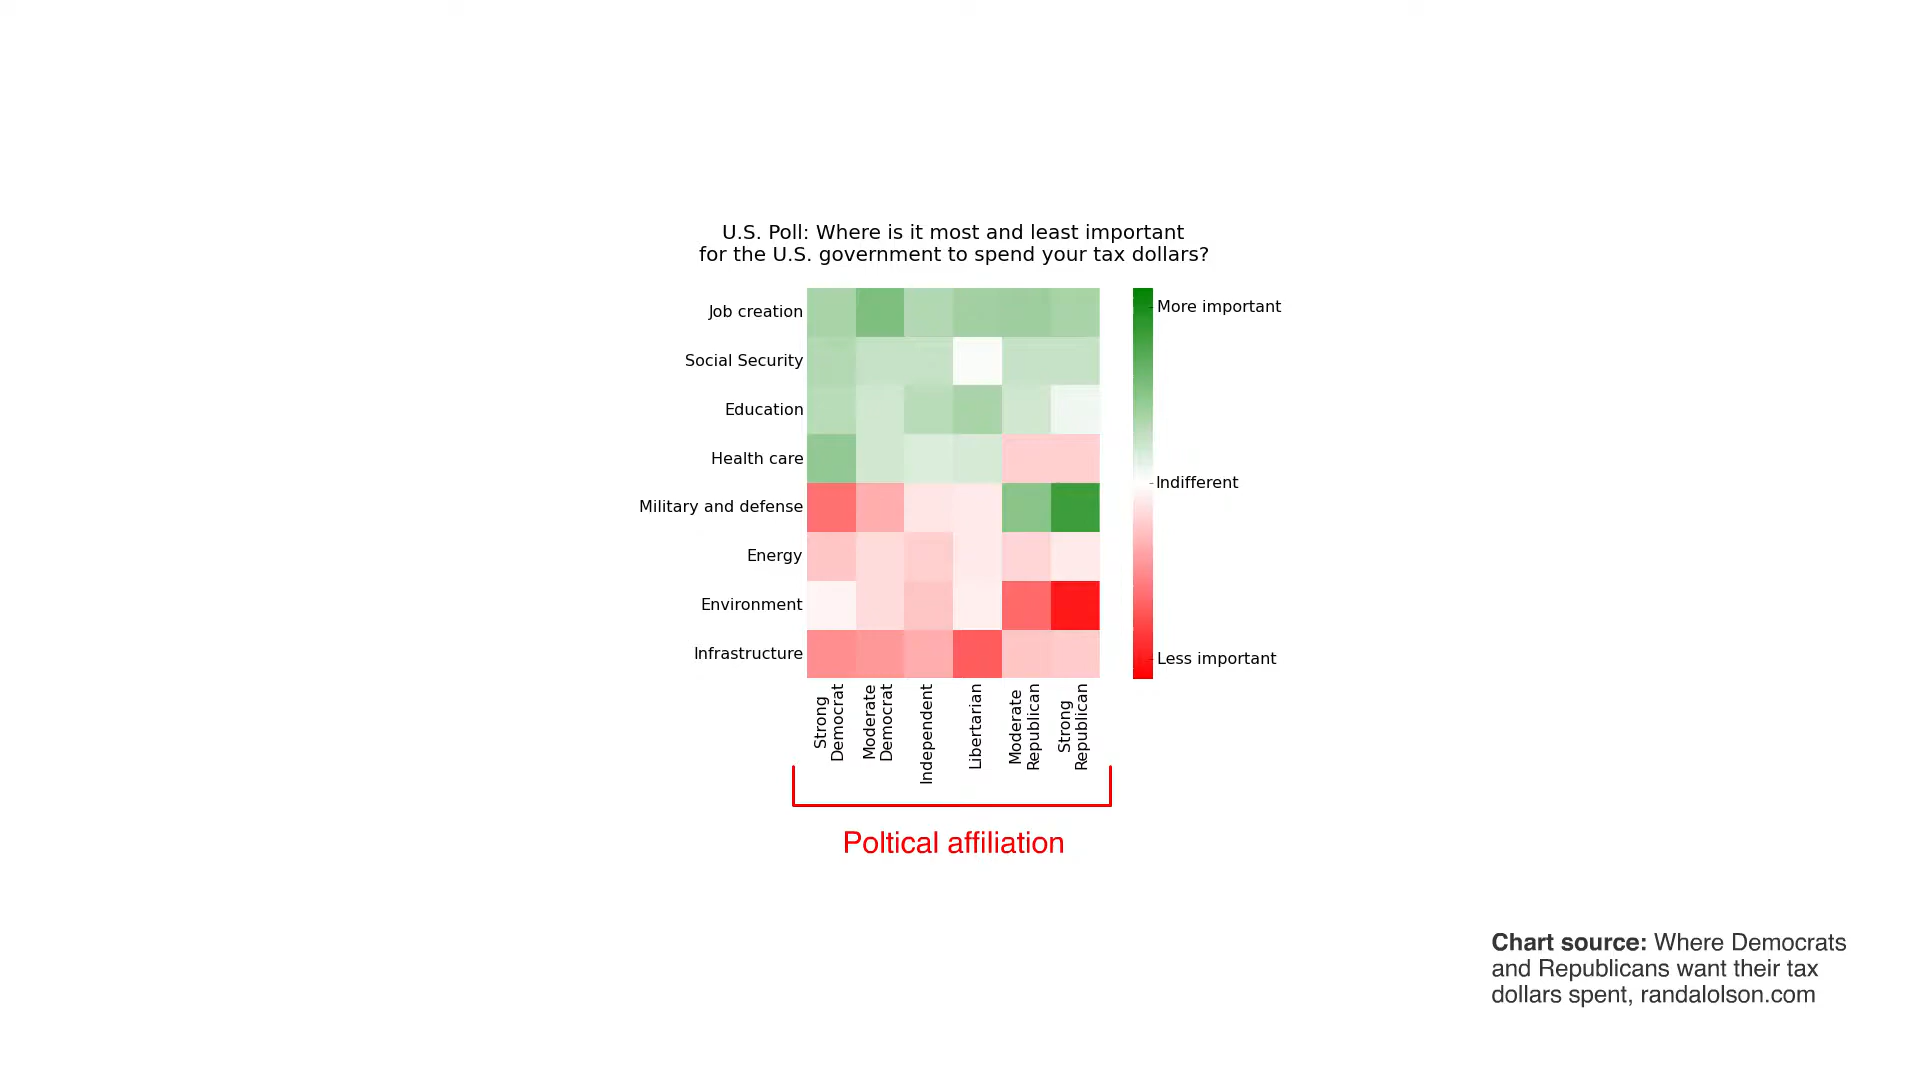 U.S. Poll: Where is it most and least important
for the U.S. government to spend your tax dollars?
Job creation
Social Security
Education
Health care
Military and defense
Energy
Environment
Infrastructure
More important
Indifferent
Less important
Strong
Democrat
Moderate
Democrat
Independent
Libertarian
Moderate
Republican
Strong
Republican
Poltical affiliation
Chart source: Where Democrats
and Republicans want their tax
dollars spent, randalolson.com